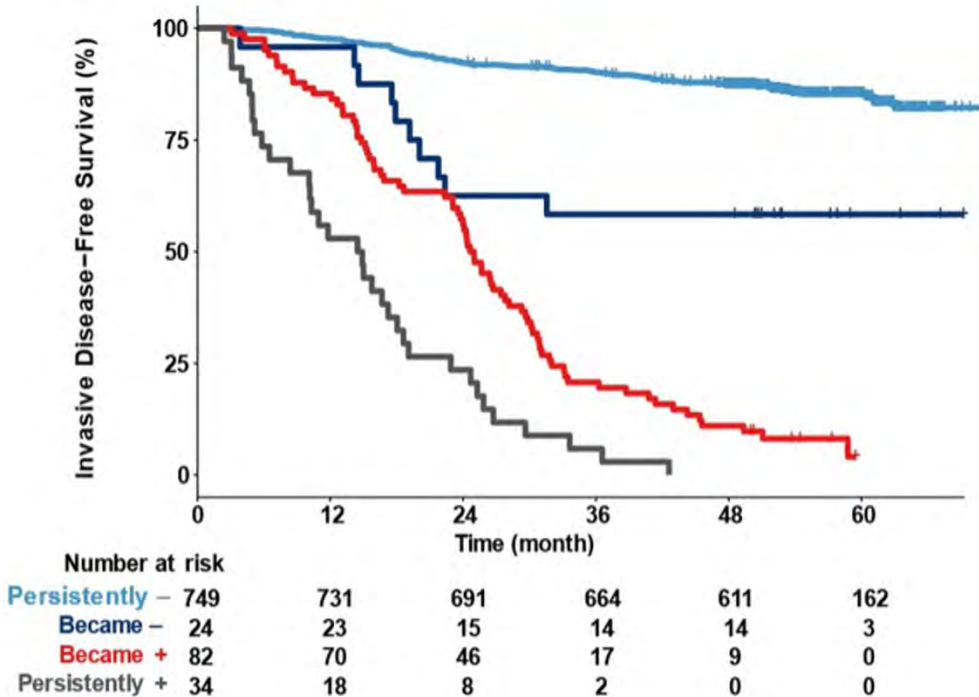 Invasive Disease–Free Survival (%)
100
75
50
25
0
0 12 24 36 48 60
Time (month)
Number at risk
Persistently – 749 731 691 664 611 162
Became – 24 23 15 14 14 3
Became + 82 70 46 17 9 0
Persistently + 34 18 8 2 0 0